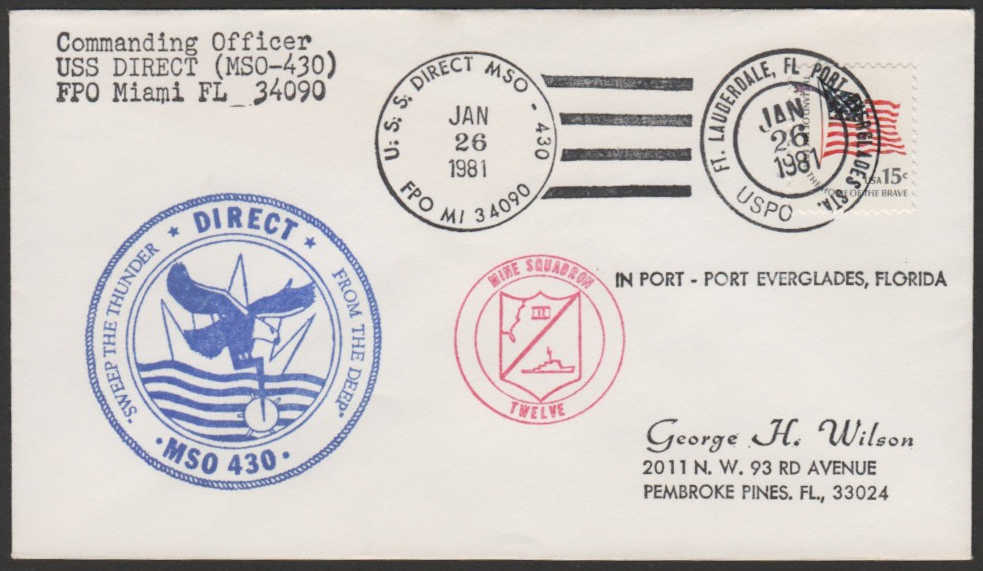 Commanding Officer
USS DIRECT (MSO-430)
FPO Miami FL 34090
U. S. S. DIRECT MSO - 430
JAN
26
1981
FPO MI 34090
FT. LAUDERDALE, FL PORT EVERGLADES STA.
JAN
26
1981
USPO
USA 15c
OF THE BRAVE
DIRECT
"SWEEP THE THUNDER
FROM THE DEEP"
MSO 430
MINE SQUADRON
TWELVE
IN PORT - PORT EVERGLADES, FLORIDA
George H. Wilson
2011 N. W. 93 RD AVENUE
PEMBROKE PINES. FL., 33024